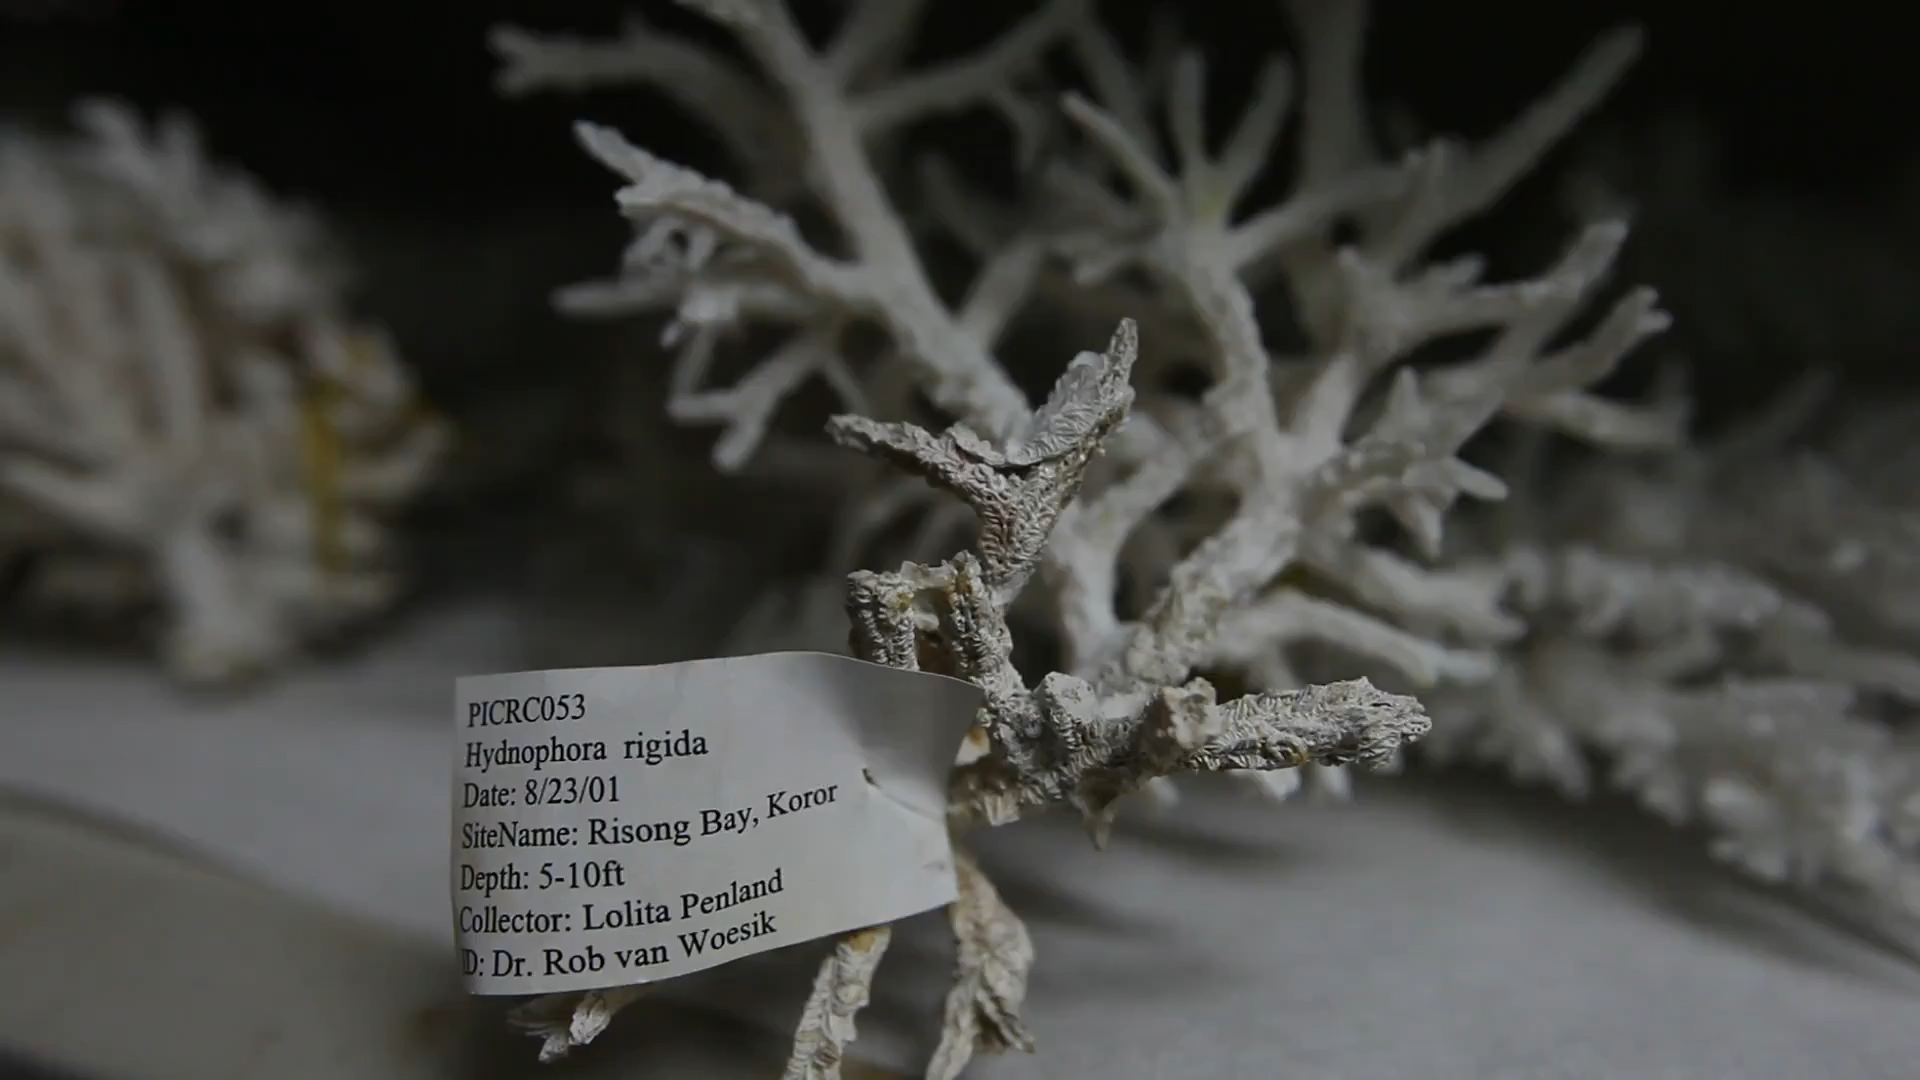 PICRC053
Hydnophora rigida
Date: 8/23/01
SiteName: Risong Bay, Koror
Depth: 5-10ft
Collector: Lolita Penland
ID: Dr. Rob van Woesik